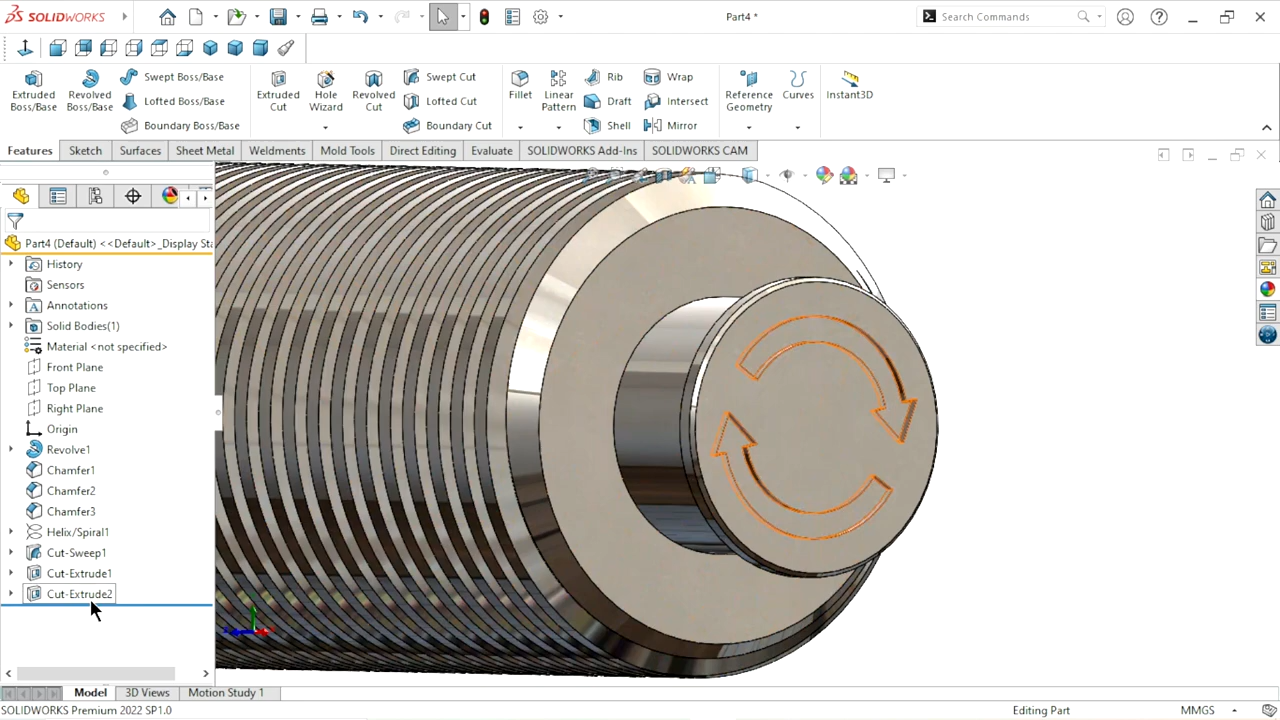 SOLIDWORKS
Part4 *
Search Commands
Extruded Boss/Base
Revolved Boss/Base
Swept Boss/Base
Lofted Boss/Base
Boundary Boss/Base
Extruded Cut
Hole Wizard
Revolved Cut
Swept Cut
Lofted Cut
Boundary Cut
Fillet
Linear Pattern
Rib
Draft
Shell
Wrap
Intersect
Mirror
Reference Geometry
Curves
Instant3D
Features
Sketch
Surfaces
Sheet Metal
Weldments
Mold Tools
Direct Editing
Evaluate
SOLIDWORKS Add-Ins
SOLIDWORKS CAM
Part4 (Default) <<Default>_Display Sta
History
Sensors
Annotations
Solid Bodies(1)
Material <not specified>
Front Plane
Top Plane
Right Plane
Origin
Revolve1
Chamfer1
Chamfer2
Chamfer3
Helix/Spiral1
Cut-Sweep1
Cut-Extrude1
Cut-Extrude2
Model
3D Views
Motion Study 1
SOLIDWORKS Premium 2022 SP1.0
Editing Part
MMGS